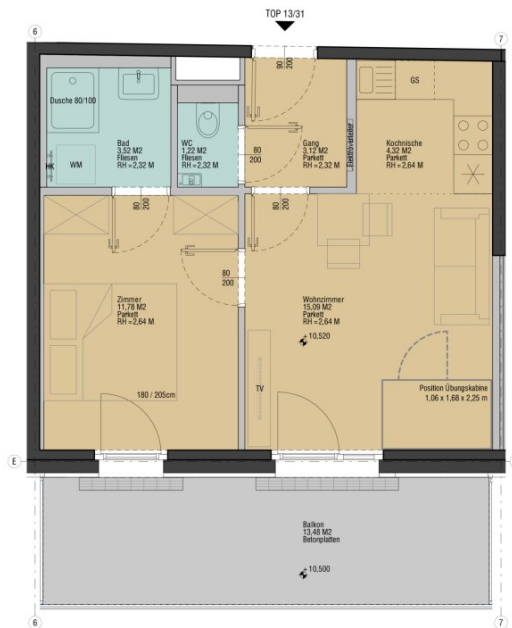 TOP 13/31
6
7
80
200
GS
Dusche 80/100
Bad
3,52 M2
Fliesen
RH =2,32 M
WC
1,22 M2
Fliesen
RH =2,32 M
80
200
Gang
3,12 M2
Parkett
RH =2,32 M
Kochnische
4,32 M2
Parkett
RH =2,64 M
WM
80
200
80
200
80
200
Zimmer
11,78 M2
Parkett
RH =2,64 M
Wohnzimmer
15,09 M2
Parkett
RH =2,64 M
+ 10,520
TV
180 / 205cm
Position Übungskabine
1.06 x 1,68 x 2,25 m
E
Balkon
13,48 M2
Betonplatten
+ 10,500
6
7